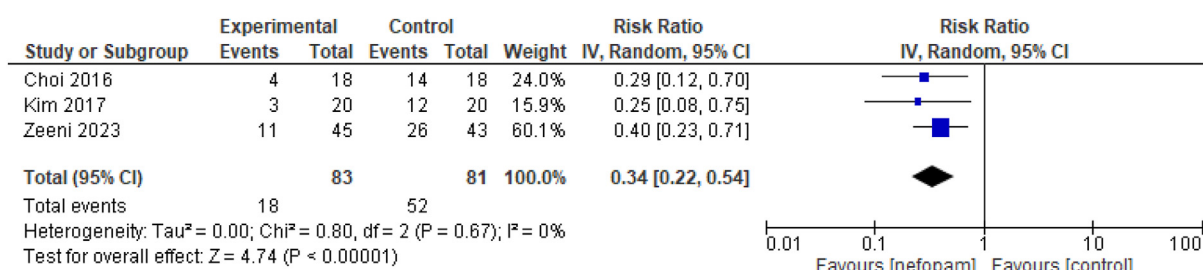 Experimental Control Risk Ratio Risk Ratio
Study or Subgroup Events Total Events Total Weight IV, Random, 95% CI IV, Random, 95% CI
Choi 2016 4 18 14 18 24.0% 0.29 [0.12, 0.70]
Kim 2017 3 20 12 20 15.9% 0.25 [0.08, 0.75]
Zeeni 2023 11 45 26 43 60.1% 0.40 [0.23, 0.71]
Total (95% CI) 83 81 100.0% 0.34 [0.22, 0.54]
Total events 18 52
Heterogeneity: Tau² = 0.00; Chi² = 0.80, df = 2 (P = 0.67); I² = 0%
Test for overall effect: Z = 4.74 (P < 0.00001)
0.01 0.1 1 10 100
Favours [nefopam] Favours [control]